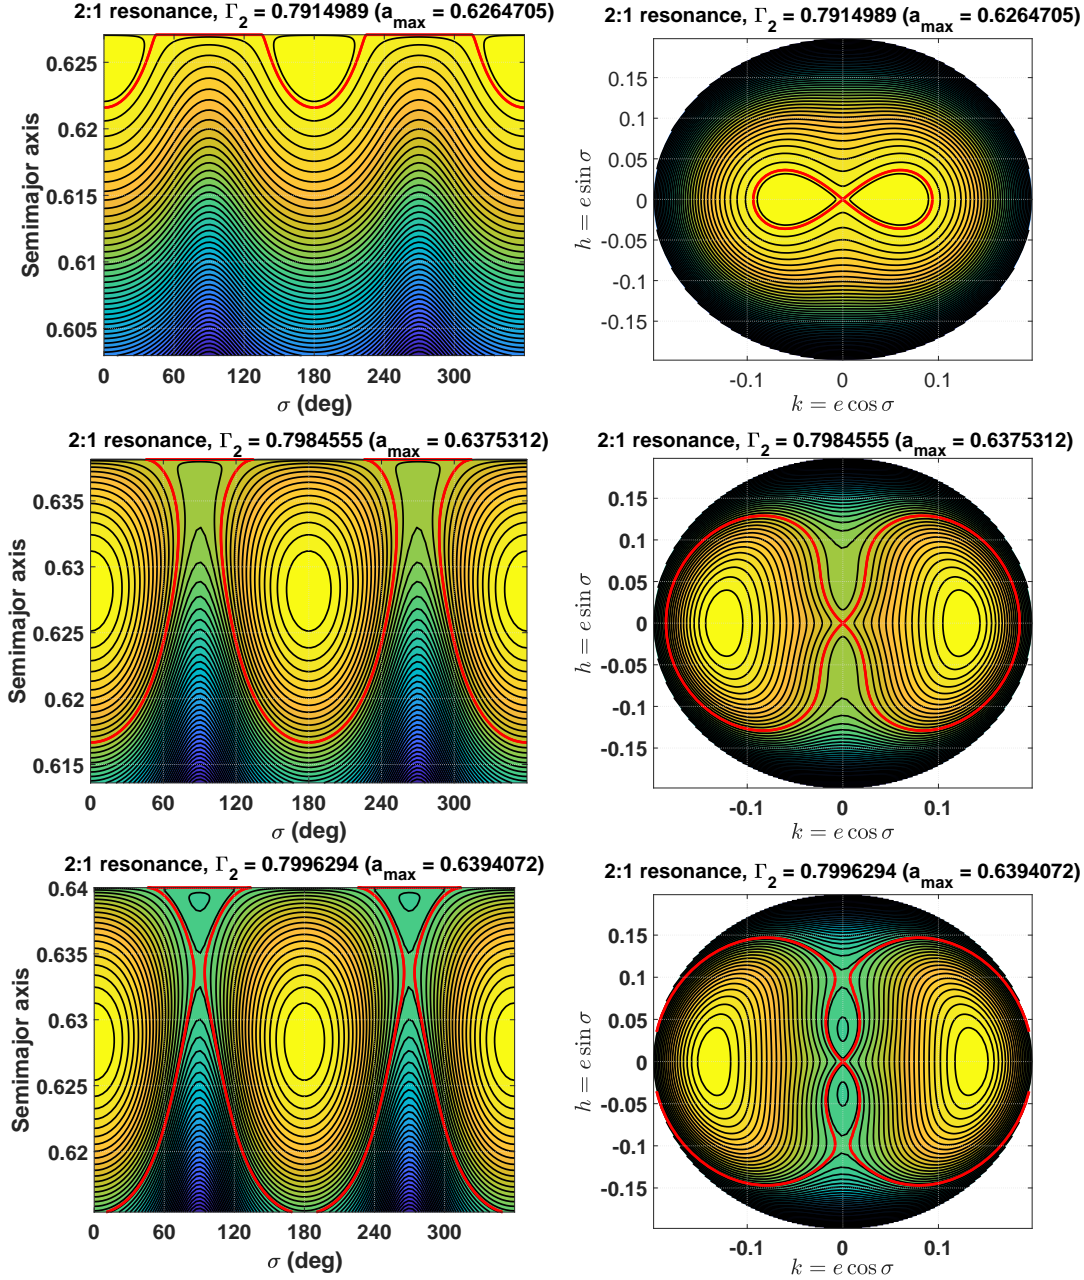 2:1 resonance, Γ2 = 0.7914989 (amax = 0.6264705)
Semimajor axis
0.625
0.62
0.615
0.61
0.605
0 60 120 180 240 300
σ (deg)
2:1 resonance, Γ2 = 0.7914989 (amax = 0.6264705)
h = e sin σ
0.15
0.1
0.05
0
-0.05
-0.1
-0.15
-0.1 0 0.1
k = e cos σ
2:1 resonance, Γ2 = 0.7984555 (amax = 0.6375312)
Semimajor axis
0.635
0.63
0.625
0.62
0.615
0 60 120 180 240 300
σ (deg)
2:1 resonance, Γ2 = 0.7984555 (amax = 0.6375312)
h = e sin σ
0.15
0.1
0.05
0
-0.05
-0.1
-0.15
-0.1 0 0.1
k = e cos σ
2:1 resonance, Γ2 = 0.7996294 (amax = 0.6394072)
Semimajor axis
0.64
0.635
0.63
0.625
0.62
0 60 120 180 240 300
σ (deg)
2:1 resonance, Γ2 = 0.7996294 (amax = 0.6394072)
h = e sin σ
0.15
0.1
0.05
0
-0.05
-0.1
-0.15
-0.1 0 0.1
k = e cos σ